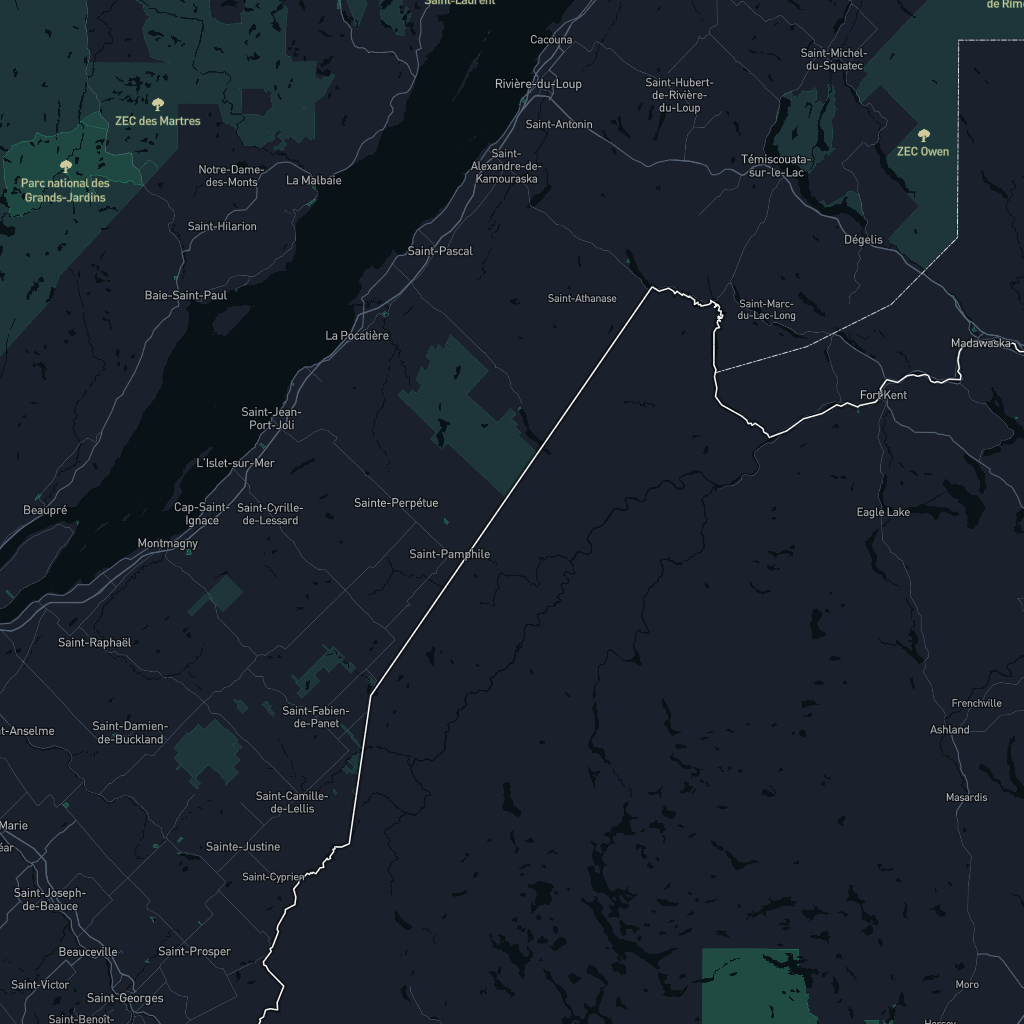 Saint-Laurent
de Rim
Cacouna
Saint-Michel-
du-Squatec
Rivière-du-Loup
Saint-Hubert-
de-Rivière-
du-Loup
ZEC des Martres
Saint-Antonin
ZEC Owen
Saint-
Alexandre-de-
Kamouraska
Témiscouata-
sur-le-Lac
Notre-Dame-
des-Monts
La Malbaie
Parc national des
Grands-Jardins
Saint-Hilarion
Dégelis
Saint-Pascal
Baie-Saint-Paul
Saint-Athanase
Saint-Marc-
du-Lac-Long
La Pocatière
Madawaska
Fort Kent
Saint-Jean-
Port-Joli
L'Islet-sur-Mer
Sainte-Perpétue
Beaupré
Cap-Saint-
Ignace
Saint-Cyrille-
de-Lessard
Eagle Lake
Montmagny
Saint-Pamphile
Saint-Raphaël
Frenchville
Saint-Fabien-
de-Panet
t-Anselme
Saint-Damien-
de-Buckland
Ashland
Saint-Camille-
de-Lellis
Masardis
Marie
éar
Sainte-Justine
Saint-Cyprien
Saint-Joseph-
de-Beauce
Beauceville
Saint-Prosper
Saint-Victor
Moro
Saint-Georges
Saint-Benoît-